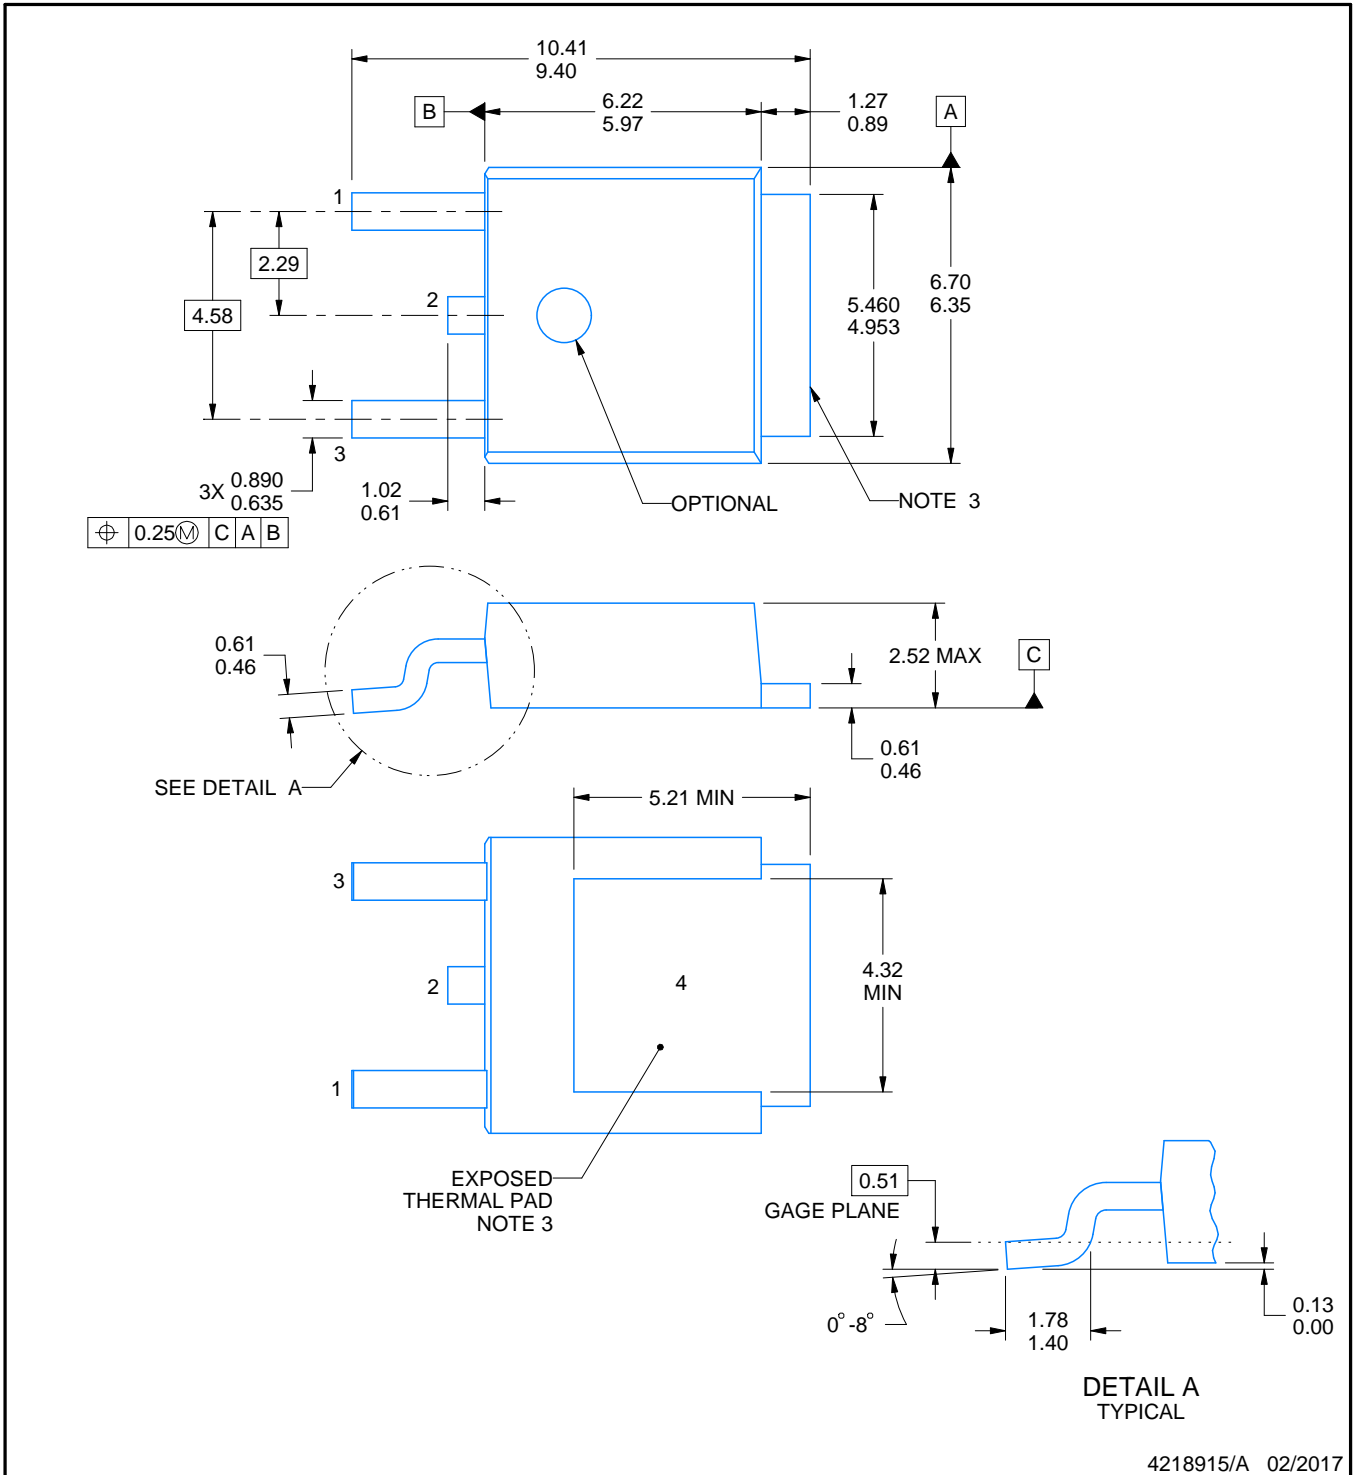 10.41
9.40
B
6.22
5.97
1.27
0.89
A
1
2.29
2
4.58
5.460
4.953
6.70
6.35
3
3X 0.890
0.635
1.02
0.61
OPTIONAL
NOTE 3
⌖ 0.25Ⓜ C A B
0.61
0.46
2.52 MAX
C
0.61
0.46
SEE DETAIL A
5.21 MIN
3
2
4
4.32
MIN
1
EXPOSED
THERMAL PAD
NOTE 3
0.51
GAGE PLANE
0°-8°
1.78
1.40
0.13
0.00
DETAIL A
TYPICAL
4218915/A 02/2017